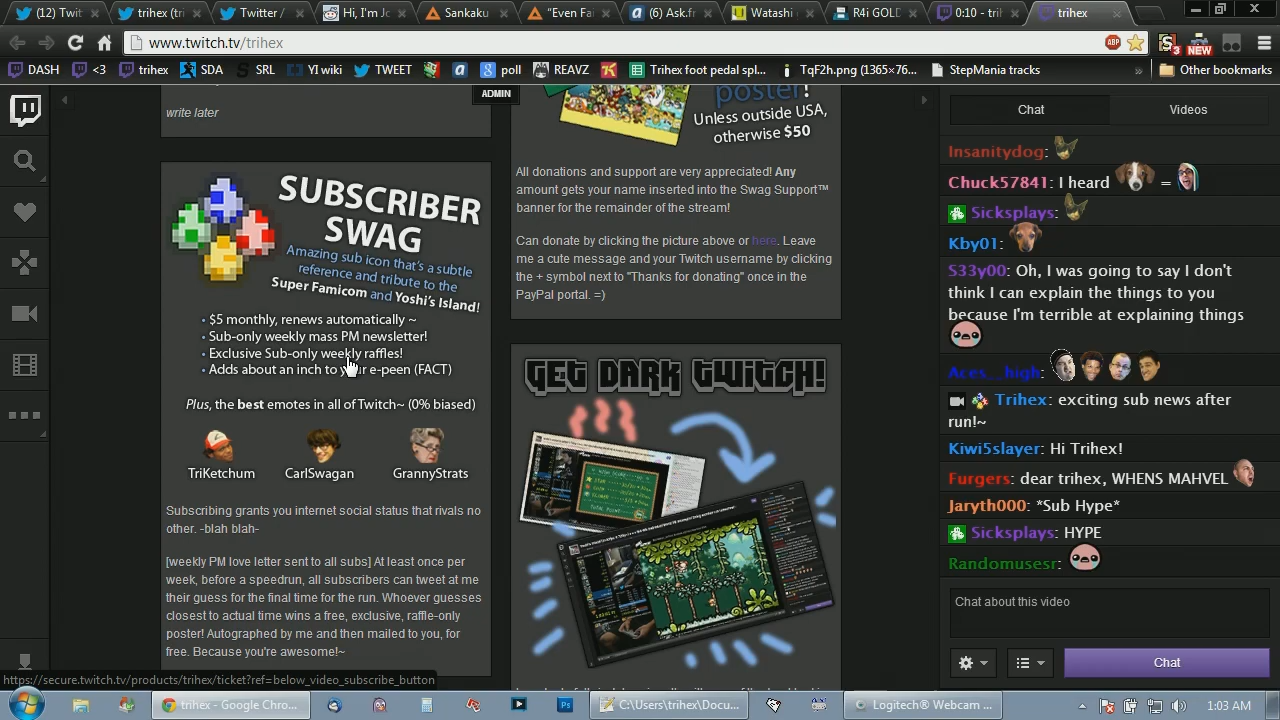 (12) Twit
trihex (tri
Twitter /
Hi, I'm Jo
Sankaku
"Even Fa
(6) Ask.fr
Watashi
R4i GOLD
0:10 - trih
trihex
www.twitch.tv/trihex
ABP
3
NEW
DASH
<3
trihex
SDA
SRL
YI wiki
TWEET
poll
REAVZ
Trihex foot pedal spl...
TqF2h.png (1365×76...
StepMania tracks
»
Other bookmarks
write later
ADMIN
SUBSCRIBER
SWAG
Amazing sub icon that's a subtle
reference and tribute to the
Super Famicom and Yoshi's Island!
• $5 monthly, renews automatically ~
• Sub-only weekly mass PM newsletter!
• Exclusive Sub-only weekly raffles!
• Adds about an inch to your e-peen (FACT)
Plus, the best emotes in all of Twitch~ (0% biased)
TriKetchum
CarlSwagan
GrannyStrats
Subscribing grants you internet social status that rivals no
other. -blah blah-
[weekly PM love letter sent to all subs] At least once per
week, before a speedrun, all subscribers can tweet at me
their guess for the final time for the run. Whoever guesses
closest to actual time wins a free, exclusive, raffle-only
poster! Autographed by me and then mailed to you, for
free. Because you're awesome!~
poster!
Unless outside USA,
otherwise $50
All donations and support are very appreciated! Any
amount gets your name inserted into the Swag Support™
banner for the remainder of the stream!
Can donate by clicking the picture above or here. Leave
me a cute message and your Twitch username by clicking
the + symbol next to "Thanks for donating" once in the
PayPal portal. =)
GET DARK TWITCH!
Chat
Videos
Insanitydog:
Chuck57841: I heard =
Sicksplays:
Kby01:
S33y00: Oh, I was going to say I don't
think I can explain the things to you
because I'm terrible at explaining things
Aces__high:
Trihex: exciting sub news after
run!~
Kiwi5slayer: Hi Trihex!
Furgers: dear trihex, WHENS MAHVEL
Jaryth000: *Sub Hype*
Sicksplays: HYPE
Randomusesr:
Chat about this video
Chat
https://secure.twitch.tv/products/trihex/ticket?ref=below_video_subscribe_button
trihex - Google Chro...
C:\Users\trihex\Docu...
Logitech® Webcam ...
1:03 AM